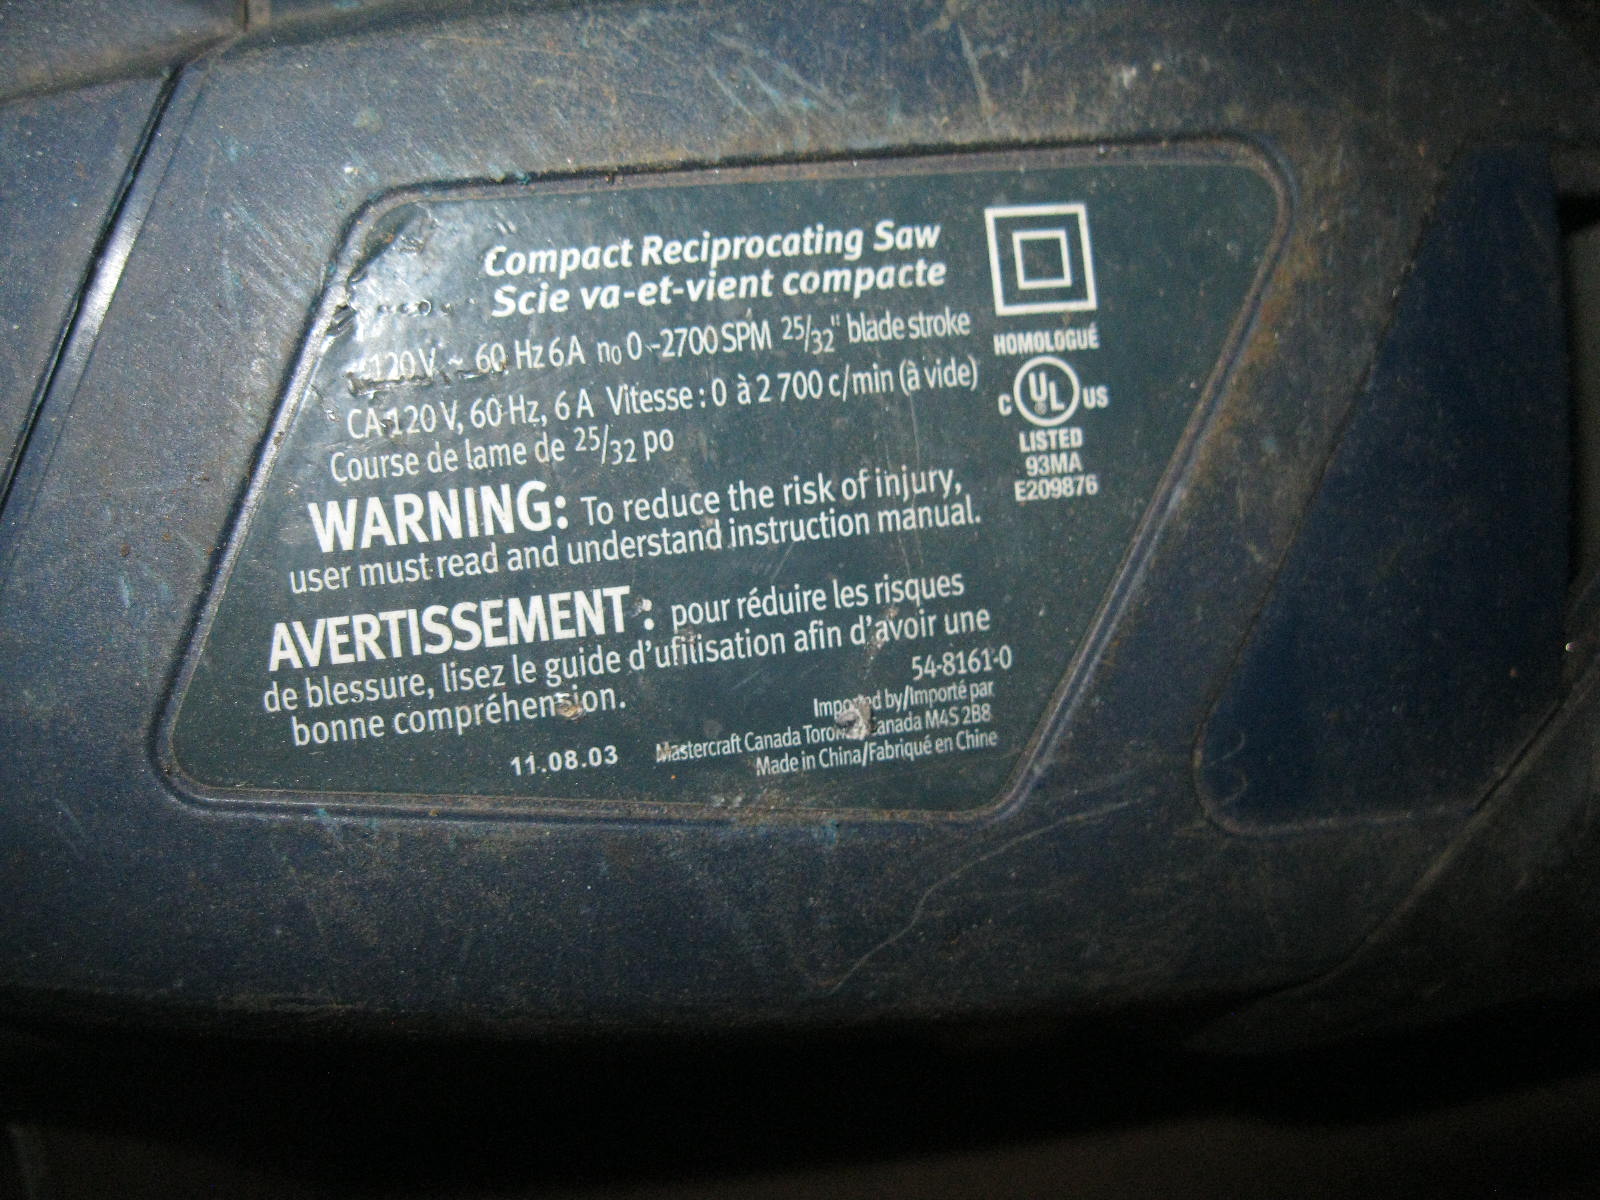 Compact Reciprocating Saw
Scie va-et-vient compacte
120 V ~ 60 Hz 6 A n0 0-2700 SPM 25/32" blade stroke
CA 120 V, 60 Hz, 6 A Vitesse : 0 à 2 700 c/min (à vide)
Course de lame de 25/32 po
WARNING: To reduce the risk of injury,
user must read and understand instruction manual.
AVERTISSEMENT : pour réduire les risques
de blessure, lisez le guide d'utilisation afin d'avoir une
bonne compréhension.
54-8161-0
Imported by/Importé par
Mastercraft Canada Toronto, Canada M4S 2B8
Made in China/Fabriqué en Chine
11.08.03
HOMOLOGUÉ
C UL US
LISTED
93MA
E209876